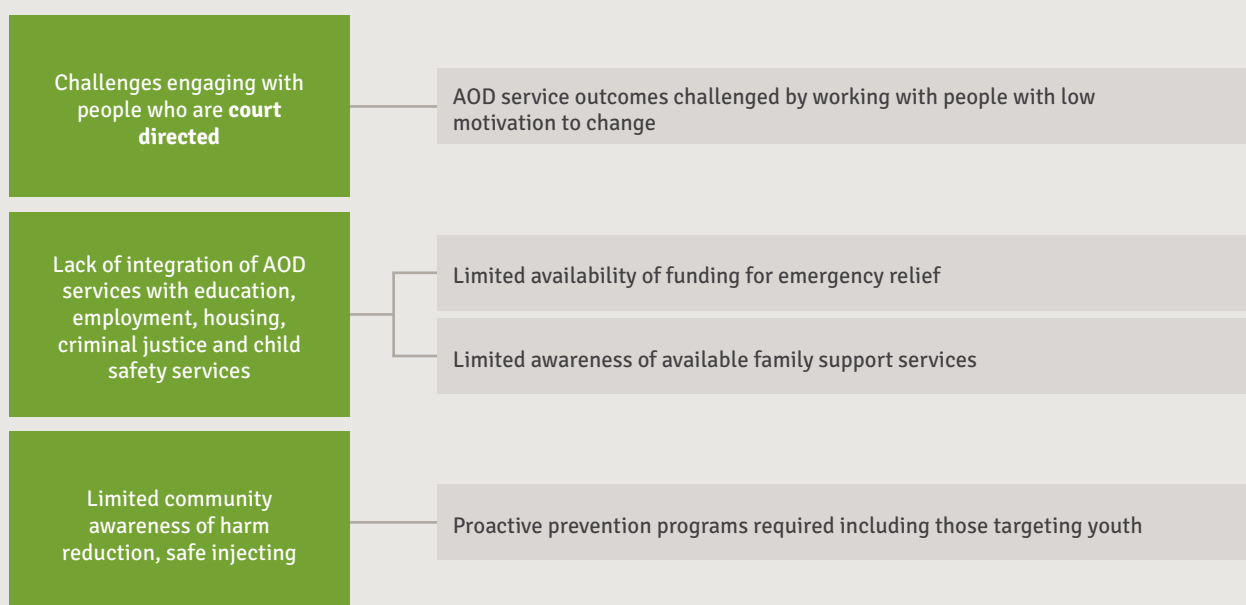 Challenges engaging with
people who are court
directed
AOD service outcomes challenged by working with people with low
motivation to change
Lack of integration of AOD
services with education,
employment, housing,
criminal justice and child
safety services
Limited availability of funding for emergency relief
Limited awareness of available family support services
Limited community
awareness of harm
reduction, safe injecting
Proactive prevention programs required including those targeting youth